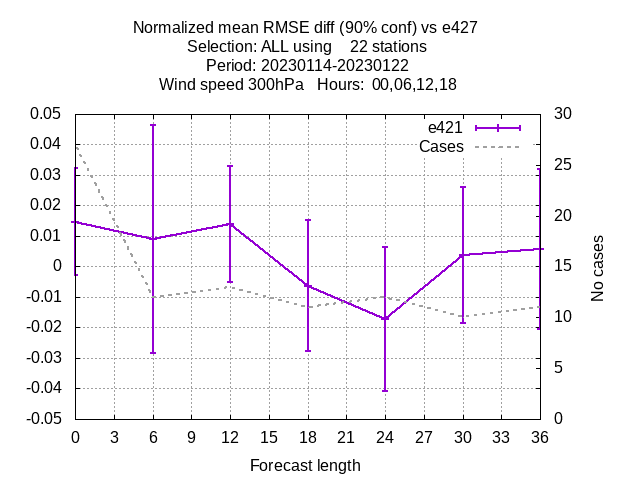 Normalized mean RMSE diff (90% conf) vs e427
Selection: ALL using    22 stations
Period: 20230114-20230122
Wind speed 300hPa   Hours:  00,06,12,18
e421
Cases
0.05
0.04
0.03
0.02
0.01
0
-0.01
-0.02
-0.03
-0.04
-0.05
30
25
20
15
10
5
0
No cases
0 3 6 9 12 15 18 21 24 27 30 33 36
Forecast length